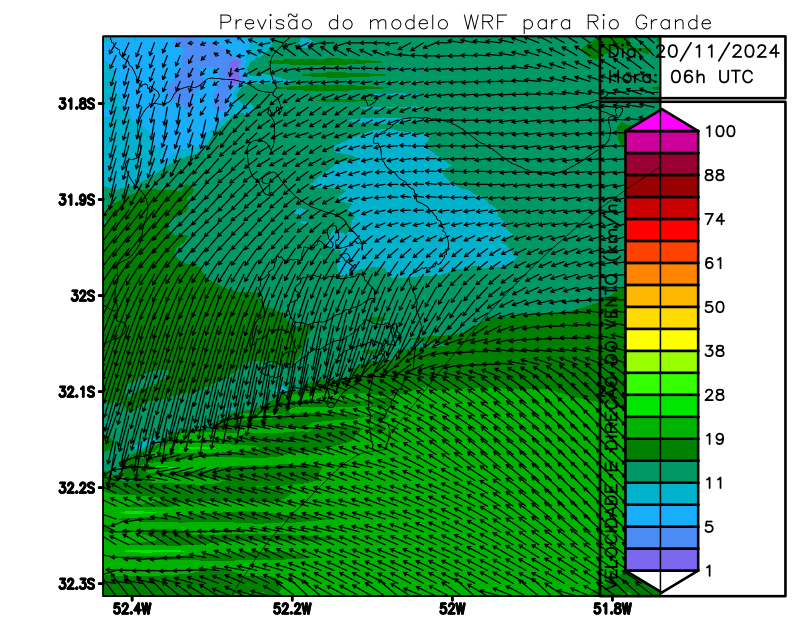 Previsão do modelo WRF para Rio Grande
Dia: 20/11/2024
Hora: 06h UTC
31.8S
31.9S
32S
32.1S
32.2S
32.3S
52.4W
52.2W
52W
51.8W
VELOCIDADE E DIREÇÃO DO VENTO (km/h)
100
88
74
61
50
38
28
19
11
5
1